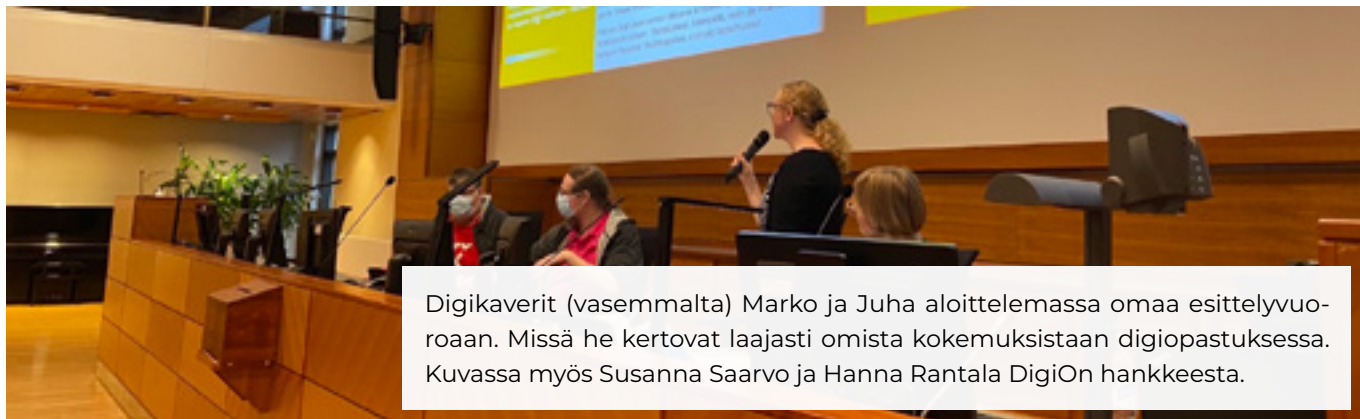 Digikaverit (vasemmalta) Marko ja Juha aloittelemassa omaa esittelyvuo-
roaan. Missä he kertovat laajasti omista kokemuksistaan digiopastuksessa.
Kuvassa myös Susanna Saarvo ja Hanna Rantala DigiOn hankkeesta.